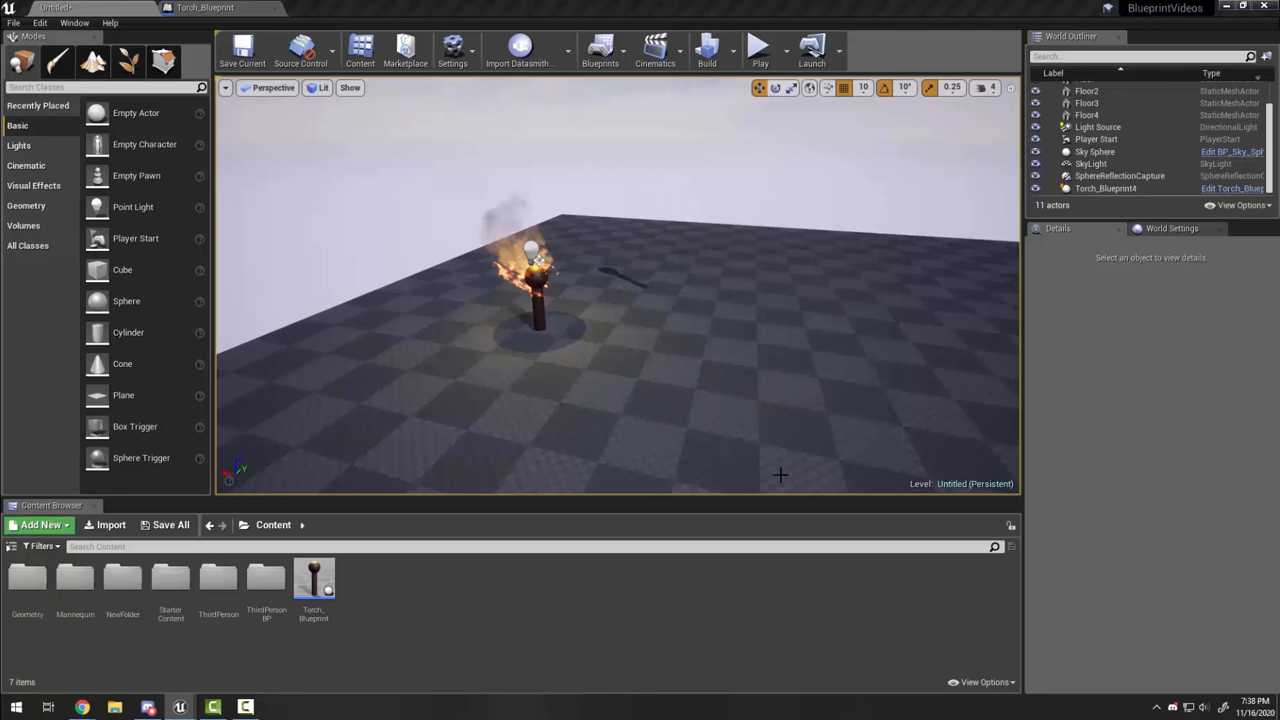 Untitled*
Torch_Blueprint
BlueprintVideos
File Edit Window Help
Modes
Search Classes
Recently Placed
Basic
Lights
Cinematic
Visual Effects
Geometry
Volumes
All Classes
Empty Actor
Empty Character
Empty Pawn
Point Light
Player Start
Cube
Sphere
Cylinder
Cone
Plane
Box Trigger
Sphere Trigger
Save Current
Source Control
Content
Marketplace
Settings
Import Datasmith
Blueprints
Cinematics
Build
Play
Launch
Perspective Lit Show
10 10° 0.25 4
Y
Level: Untitled (Persistent)
World Outliner
Search...
Label Type
Floor2 StaticMeshActor
Floor3 StaticMeshActor
Floor4 StaticMeshActor
Light Source DirectionalLight
Player Start PlayerStart
Sky Sphere Edit BP_Sky_Sph
SkyLight SkyLight
SphereReflectionCapture SphereReflectionC
Torch_Blueprint4 Edit Torch_Bluep
11 actors View Options
Details World Settings
Select an object to view details
Content Browser
Add New Import Save All Content
Filters Search Content
Geometry
Mannequin
NewFolder
Starter
Content
ThirdPerson
ThirdPerson
BP
Torch_
Blueprint
7 items View Options
7:38 PM
11/16/2020